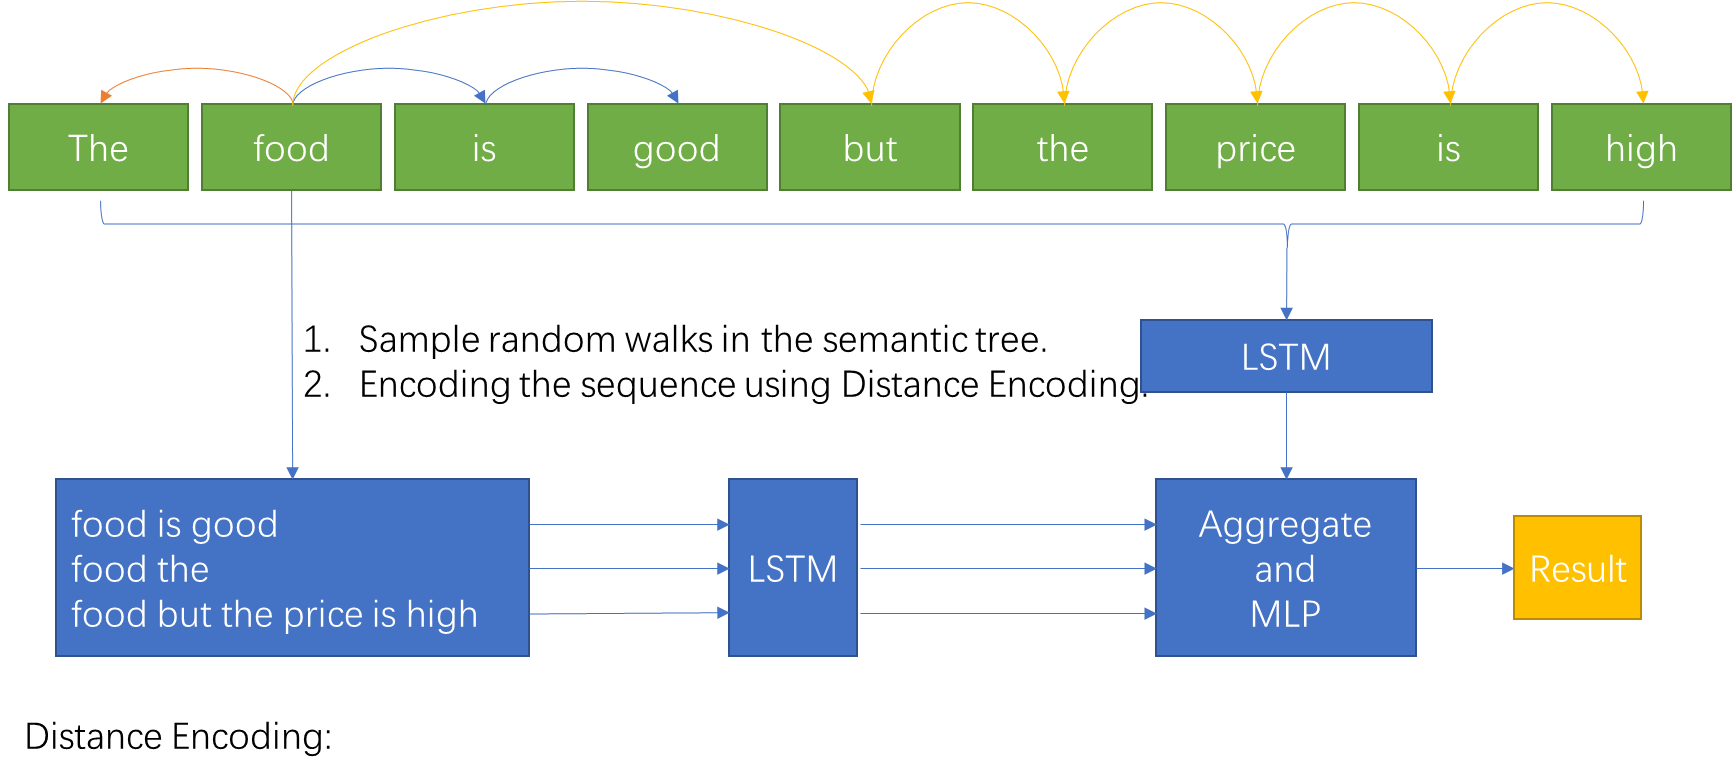 The food is good but the price is high
1. Sample random walks in the semantic tree.
2. Encoding the sequence using Distance Encoding.
LSTM
food is good
food the
food but the price is high
LSTM
Aggregate
and
MLP
Result
Distance Encoding: